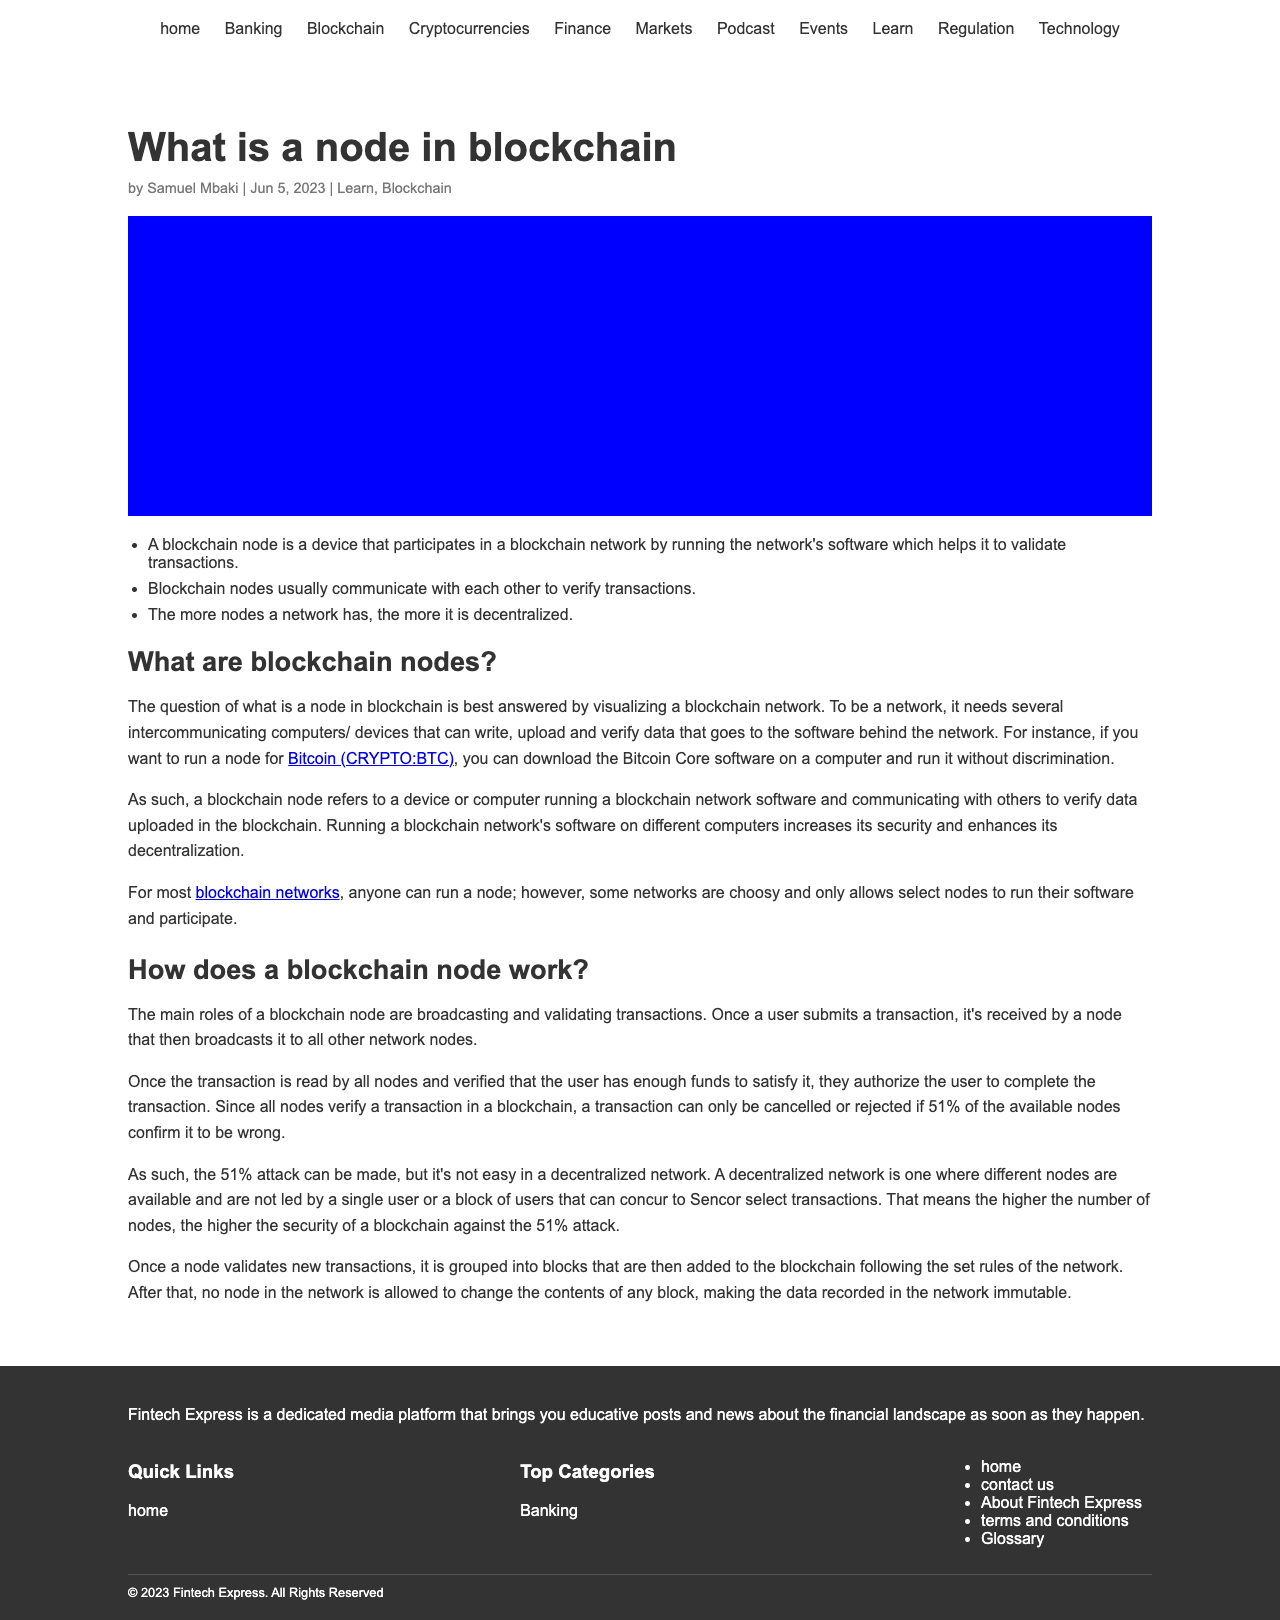 home Banking Blockchain Cryptocurrencies Finance Markets Podcast Events Learn Regulation Technology
What is a node in blockchain
by Samuel Mbaki | Jun 5, 2023 | Learn, Blockchain
• A blockchain node is a device that participates in a blockchain network by running the network's software which helps it to validate
transactions.
• Blockchain nodes usually communicate with each other to verify transactions.
• The more nodes a network has, the more it is decentralized.
What are blockchain nodes?
The question of what is a node in blockchain is best answered by visualizing a blockchain network. To be a network, it needs several
intercommunicating computers/ devices that can write, upload and verify data that goes to the software behind the network. For instance, if you
want to run a node for Bitcoin (CRYPTO:BTC), you can download the Bitcoin Core software on a computer and run it without discrimination.
As such, a blockchain node refers to a device or computer running a blockchain network software and communicating with others to verify data
uploaded in the blockchain. Running a blockchain network's software on different computers increases its security and enhances its
decentralization.
For most blockchain networks, anyone can run a node; however, some networks are choosy and only allows select nodes to run their software
and participate.
How does a blockchain node work?
The main roles of a blockchain node are broadcasting and validating transactions. Once a user submits a transaction, it's received by a node
that then broadcasts it to all other network nodes.
Once the transaction is read by all nodes and verified that the user has enough funds to satisfy it, they authorize the user to complete the
transaction. Since all nodes verify a transaction in a blockchain, a transaction can only be cancelled or rejected if 51% of the available nodes
confirm it to be wrong.
As such, the 51% attack can be made, but it's not easy in a decentralized network. A decentralized network is one where different nodes are
available and are not led by a single user or a block of users that can concur to Sencor select transactions. That means the higher the number of
nodes, the higher the security of a blockchain against the 51% attack.
Once a node validates new transactions, it is grouped into blocks that are then added to the blockchain following the set rules of the network.
After that, no node in the network is allowed to change the contents of any block, making the data recorded in the network immutable.
Fintech Express is a dedicated media platform that brings you educative posts and news about the financial landscape as soon as they happen.
Quick Links
home
Top Categories
Banking
• home
• contact us
• About Fintech Express
• terms and conditions
• Glossary
© 2023 Fintech Express. All Rights Reserved